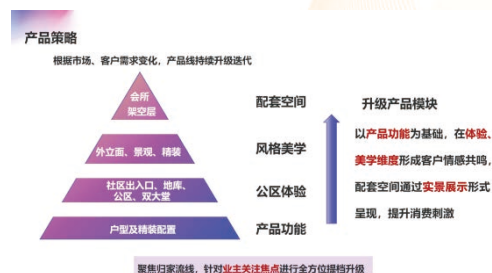 产品策略
根据市场、客户需求变化，产品线持续升级迭代
会所
架空层
配套空间
外立面、景观、精装
风格美学
社区出入口、地库、
公区、双大堂
公区体验
户型及精装配置
产品功能
升级产品模块
以产品功能为基础，在体验、
美学维度形成客户情感共鸣，
配套空间通过实景展示形式
呈现，提升消费刺激
聚焦归家流线，针对业主关注焦点进行全方位提档升级